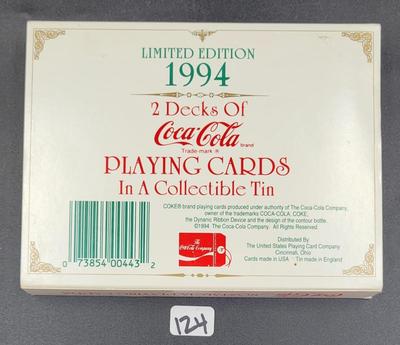 LIMITED EDITION
1994
2 Decks Of
Coca-Cola brand
Trade-mark ®
PLAYING CARDS
In A Collectible Tin
COKE® brand playing cards produced under authority of The Coca-Cola Company,
owner of the trademarks COCA-COLA, COKE,
the Dynamic Ribbon Device and the design of the contour bottle.
©1994 The Coca-Cola Company. All rights reserved.
The
Coca-Cola Company
Distributed By
The United States Playing Card Company
Cincinnati, Ohio
Cards made in USA Tin made in England
0 73854 00443 2
124